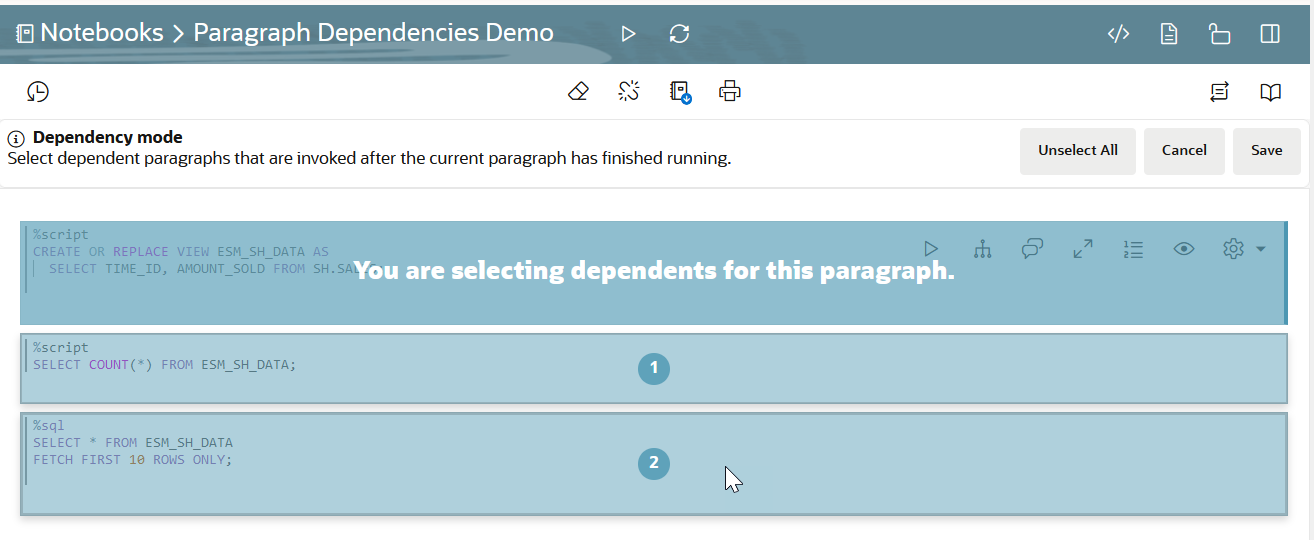 Notebooks > Paragraph Dependencies Demo
Dependency mode
Select dependent paragraphs that are invoked after the current paragraph has finished running.
Unselect All
Cancel
Save
%script
CREATE OR REPLACE VIEW ESM_SH_DATA AS
SELECT TIME_ID, AMOUNT_SOLD FROM SH.
You are selecting dependents for this paragraph.
%script
SELECT COUNT(*) FROM ESM_SH_DATA;
1
%sql
SELECT * FROM ESM_SH_DATA
FETCH FIRST 10 ROWS ONLY;
2